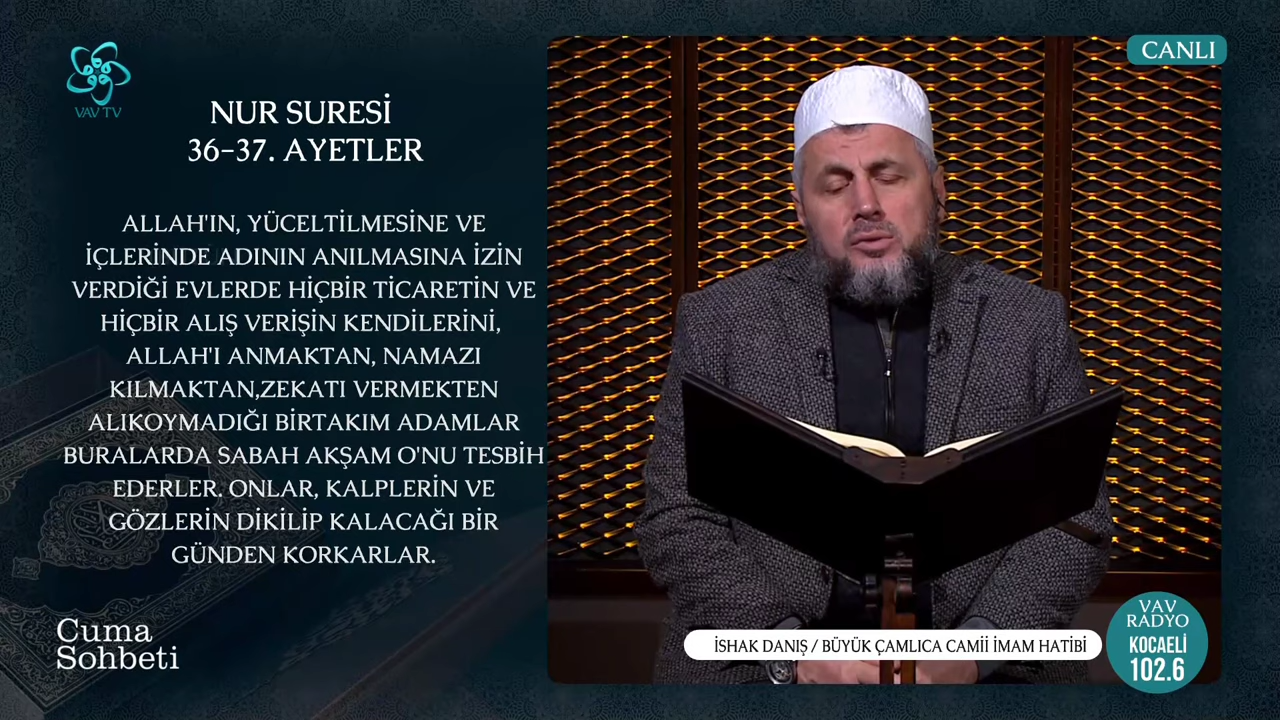 VAV TV
NUR SURESİ
36-37. AYETLER
ALLAH'IN, YÜCELTİLMESİNE VE
İÇLERİNDE ADININ ANILMASINA İZİN
VERDİĞİ EVLERDE HİÇBİR TİCARETİN VE
HİÇBİR ALIŞ VERİŞİN KENDİLERİNİ,
ALLAH'I ANMAKTAN, NAMAZI
KILMAKTAN,ZEKATI VERMEKTEN
ALIKOYMADIĞI BİRTAKIM ADAMLAR
BURALARDA SABAH AKŞAM O'NU TESBİH
EDERLER. ONLAR, KALPLERİN VE
GÖZLERİN DİKİLİP KALACAĞI BİR
GÜNDEN KORKARLAR.
Cuma
Sohbeti
CANLI
İSHAK DANIŞ / BÜYÜK ÇAMLICA CAMİİ İMAM HATİBİ
VAV
RADYO
KOCAELİ
102.6